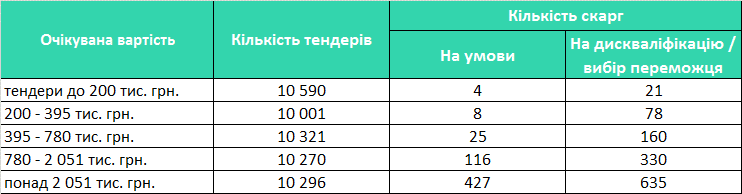 Очікувана вартість Кількість тендерів Кількість скарг
На умови На дискваліфікацію /
вибір переможця
тендери до 200 тис. грн. 10 590 4 21
200 - 395 тис. грн. 10 001 8 78
395 - 780 тис. грн. 10 321 25 160
780 - 2 051 тис. грн. 10 270 116 330
понад 2 051 тис. грн. 10 296 427 635